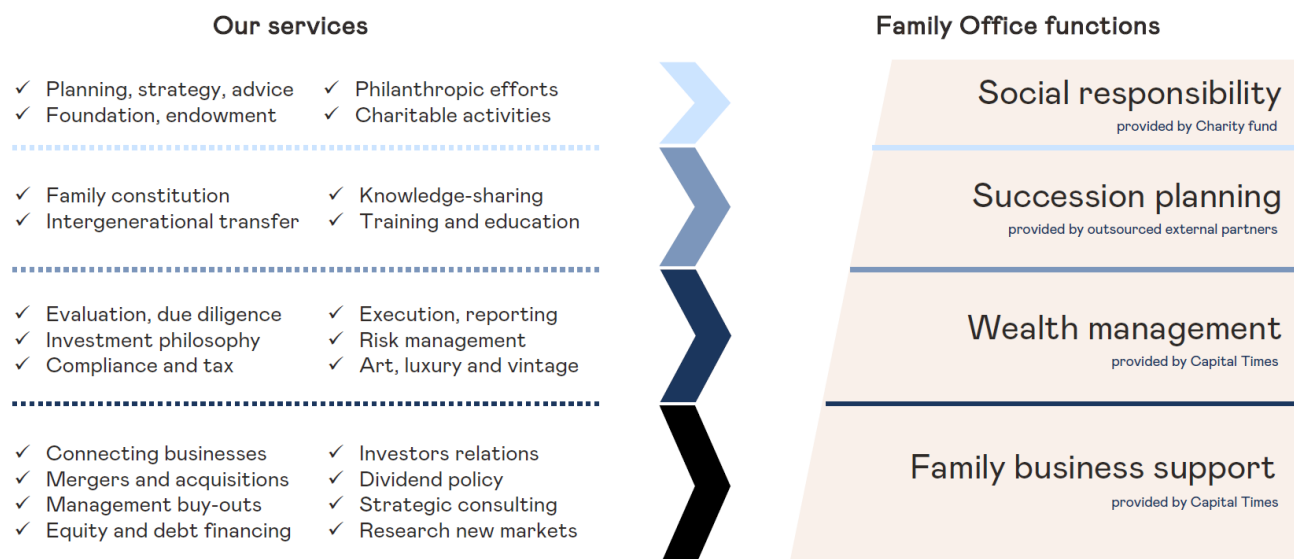 Our services
Family Office functions
✓ Planning, strategy, advice ✓ Philanthropic efforts
✓ Foundation, endowment ✓ Charitable activities
Social responsibility
provided by Charity fund
✓ Family constitution ✓ Knowledge-sharing
✓ Intergenerational transfer ✓ Training and education
Succession planning
provided by outsourced external partners
✓ Evaluation, due diligence ✓ Execution, reporting
✓ Investment philosophy ✓ Risk management
✓ Compliance and tax ✓ Art, luxury and vintage
Wealth management
provided by Capital Times
✓ Connecting businesses ✓ Investors relations
✓ Mergers and acquisitions ✓ Dividend policy
✓ Management buy-outs ✓ Strategic consulting
✓ Equity and debt financing ✓ Research new markets
Family business support
provided by Capital Times